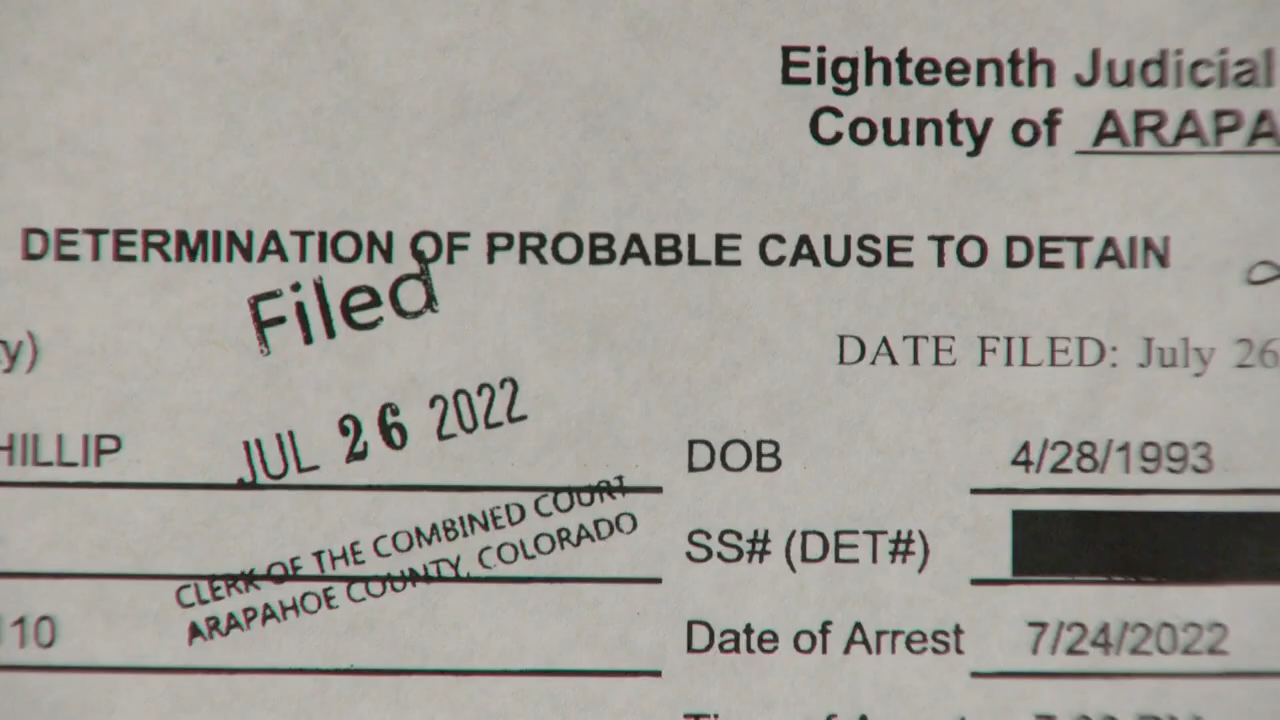 Eighteenth Judicial
County of ARAPA
DETERMINATION OF PROBABLE CAUSE TO DETAIN
Filed
y)
DATE FILED: July 26
JUL 26 2022
HILLIP
DOB
4/28/1993
CLERK OF THE COMBINED COURT
ARAPAHOE COUNTY, COLORADO
SS# (DET#)
10
Date of Arrest
7/24/2022